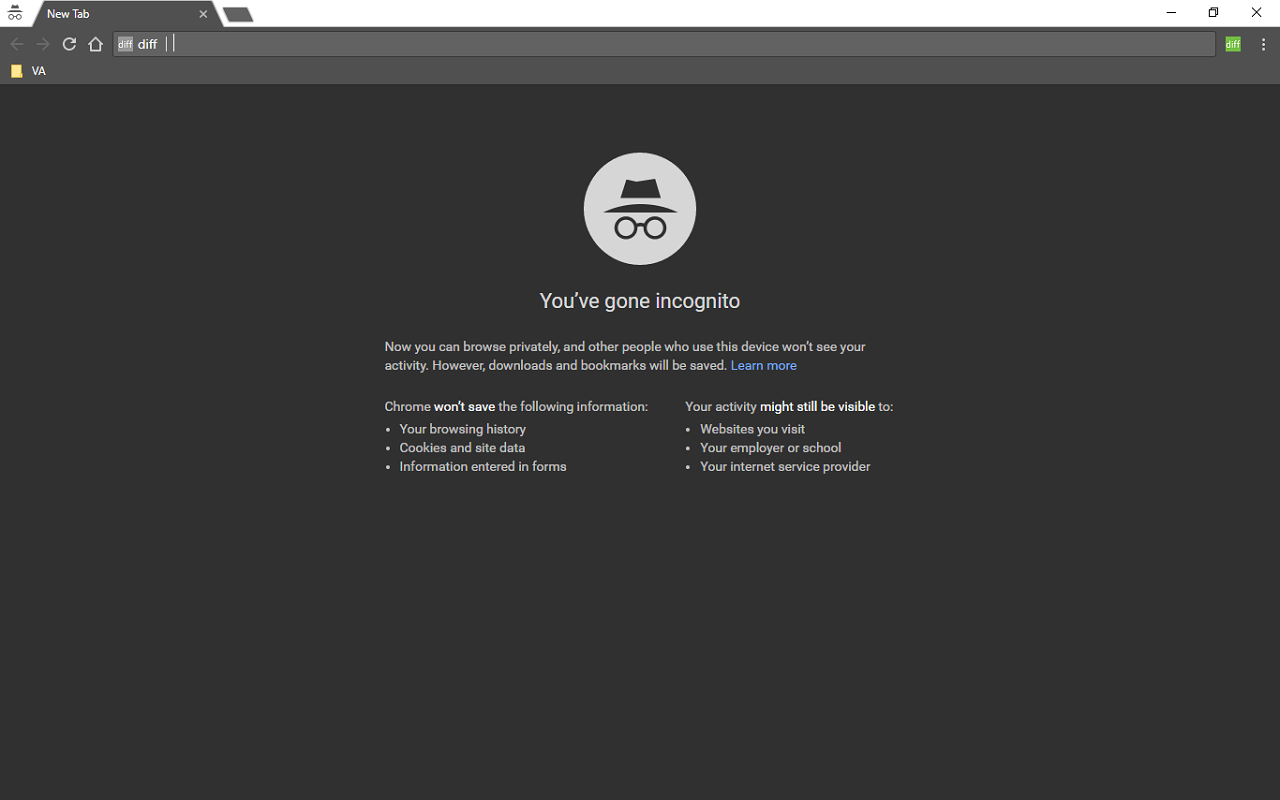 New Tab
diff diff
diff
VA
You've gone incognito
Now you can browse privately, and other people who use this device won't see your
activity. However, downloads and bookmarks will be saved. Learn more
Chrome won't save the following information:
• Your browsing history
• Cookies and site data
• Information entered in forms
Your activity might still be visible to:
• Websites you visit
• Your employer or school
• Your internet service provider